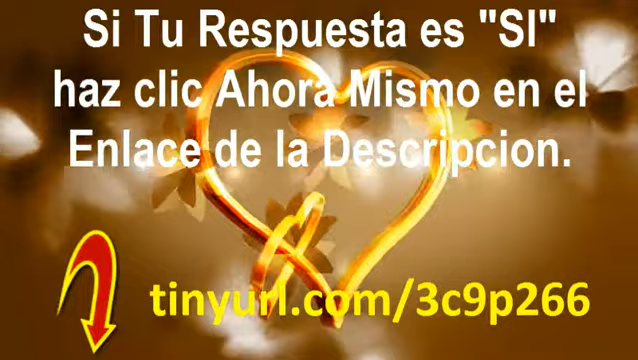 Si Tu Respuesta es "SI"
haz clic Ahora Mismo en el
Enlace de la Descripcion.
tinyurl.com/3c9p266